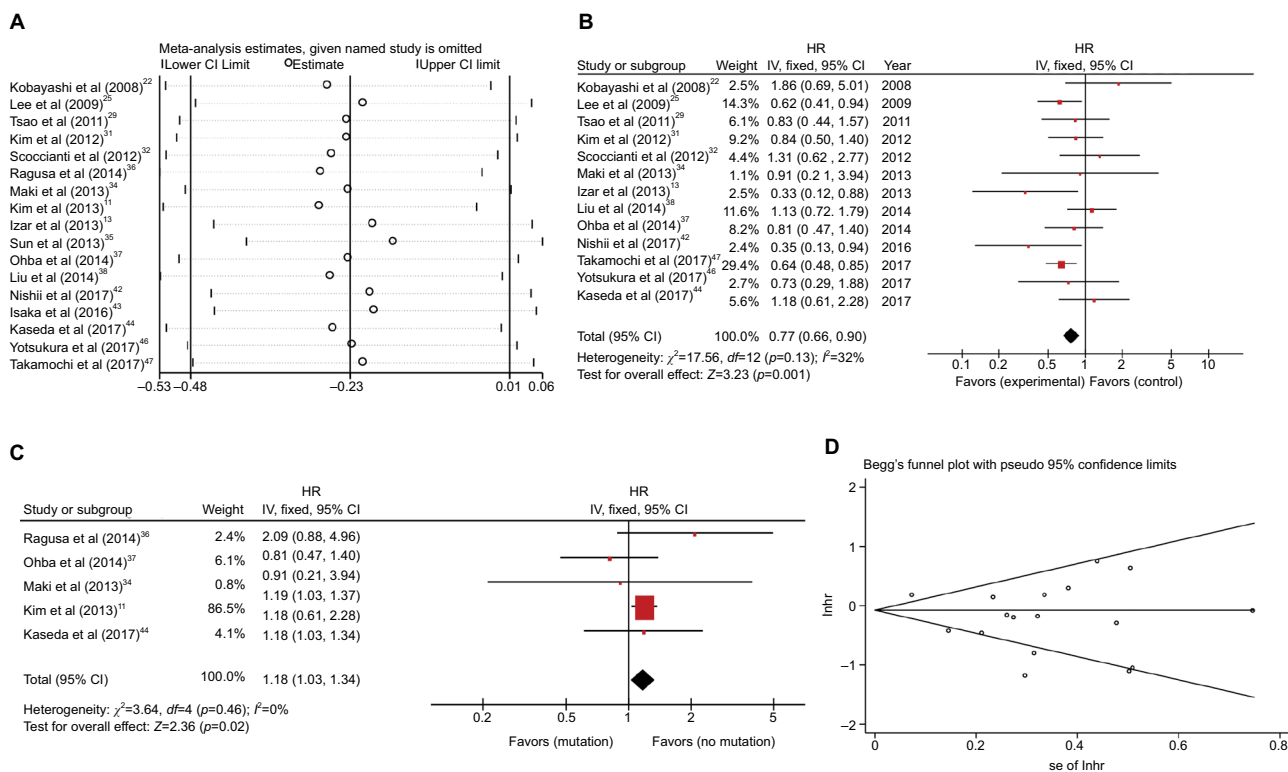 A
Meta-analysis estimates, given named study is omitted
Lower CI Limit Estimate Upper CI limit
Kobayashi et al (2008)22
Lee et al (2009)25
Tsao et al (2011)29
Kim et al (2012)31
Scoccianti et al (2012)32
Ragusa et al (2014)36
Maki et al (2013)34
Kim et al (2013)11
Izar et al (2013)13
Sun et al (2013)35
Ohba et al (2014)37
Liu et al (2014)38
Nishii et al (2017)42
Isaka et al (2016)43
Kaseda et al (2017)44
Yotsukura et al (2017)46
Takamochi et al (2017)47
−0.53 −0.48 −0.23 0.01 0.06
B
HR HR
Study or subgroup Weight IV, fixed, 95% CI Year IV, fixed, 95% CI
Kobayashi et al (2008)22 2.5% 1.86 (0.69, 5.01) 2008
Lee et al (2009)25 14.3% 0.62 (0.41, 0.94) 2009
Tsao et al (2011)29 6.1% 0.83 (0 .44, 1.57) 2011
Kim et al (2012)31 9.2% 0.84 (0.50, 1.40) 2012
Scoccianti et al (2012)32 4.4% 1.31 (0.62 , 2.77) 2012
Maki et al (2013)34 1.1% 0.91 (0.2 1, 3.94) 2013
Izar et al (2013)13 2.5% 0.33 (0.12, 0.88) 2013
Liu et al (2014)38 11.6% 1.13 (0.72. 1.79) 2014
Ohba et al (2014)37 8.2% 0.81 (0.47, 1.40) 2014
Nishii et al (2017)42 2.4% 0.35 (0.13, 0.94) 2016
Takamochi et al (2017)47 29.4% 0.64 (0.48, 0.85) 2017
Yotsukura et al (2017)46 2.7% 0.73 (0.29, 1.88) 2017
Kaseda et al (2017)44 5.6% 1.18 (0.61, 2.28) 2017
Total (95% CI) 100.0% 0.77 (0.66, 0.90)
Heterogeneity: χ2=17.56, df=12 (p=0.13); I2=32%
Test for overall effect: Z=3.23 (p=0.001)
0.1 0.2 0.5 1 2 5 10
Favors (experimental) Favors (control)
C
HR HR
Study or subgroup Weight IV, fixed, 95% CI IV, fixed, 95% CI
Ragusa et al (2014)36 2.4% 2.09 (0.88, 4.96)
Ohba et al (2014)37 6.1% 0.81 (0.47, 1.40)
Maki et al (2013)34 0.8% 0.91 (0.21, 3.94)
1.19 (1.03, 1.37)
Kim et al (2013)11 86.5% 1.18 (0.61, 2.28)
Kaseda et al (2017)44 4.1% 1.18 (1.03, 1.34)
Total (95% CI) 100.0% 1.18 (1.03, 1.34)
Heterogeneity: χ2=3.64, df=4 (p=0.46); I2=0%
Test for overall effect: Z=2.36 (p=0.02)
0.2 0.5 1 2 5
Favors (mutation) Favors (no mutation)
D
Begg's funnel plot with pseudo 95% confidence limits
lnhr
2
1
0
−1
−2
0 0.2 0.4 0.6 0.8
se of lnhr